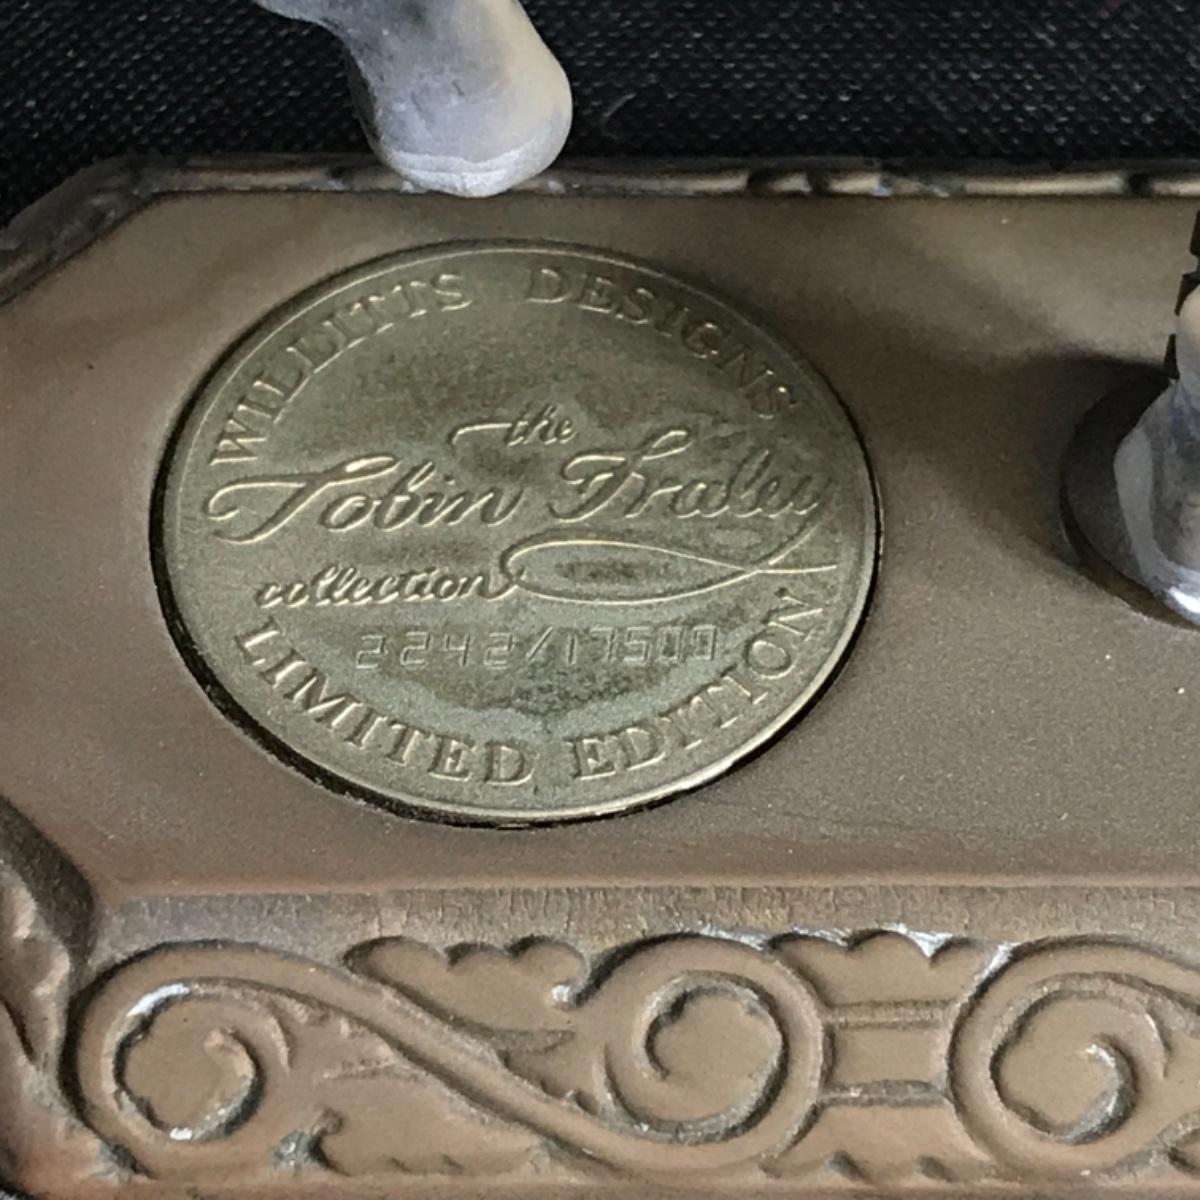 WILLITTS DESIGNS
the
Tobin Fraley
collection
2242/17500
LIMITED EDITION